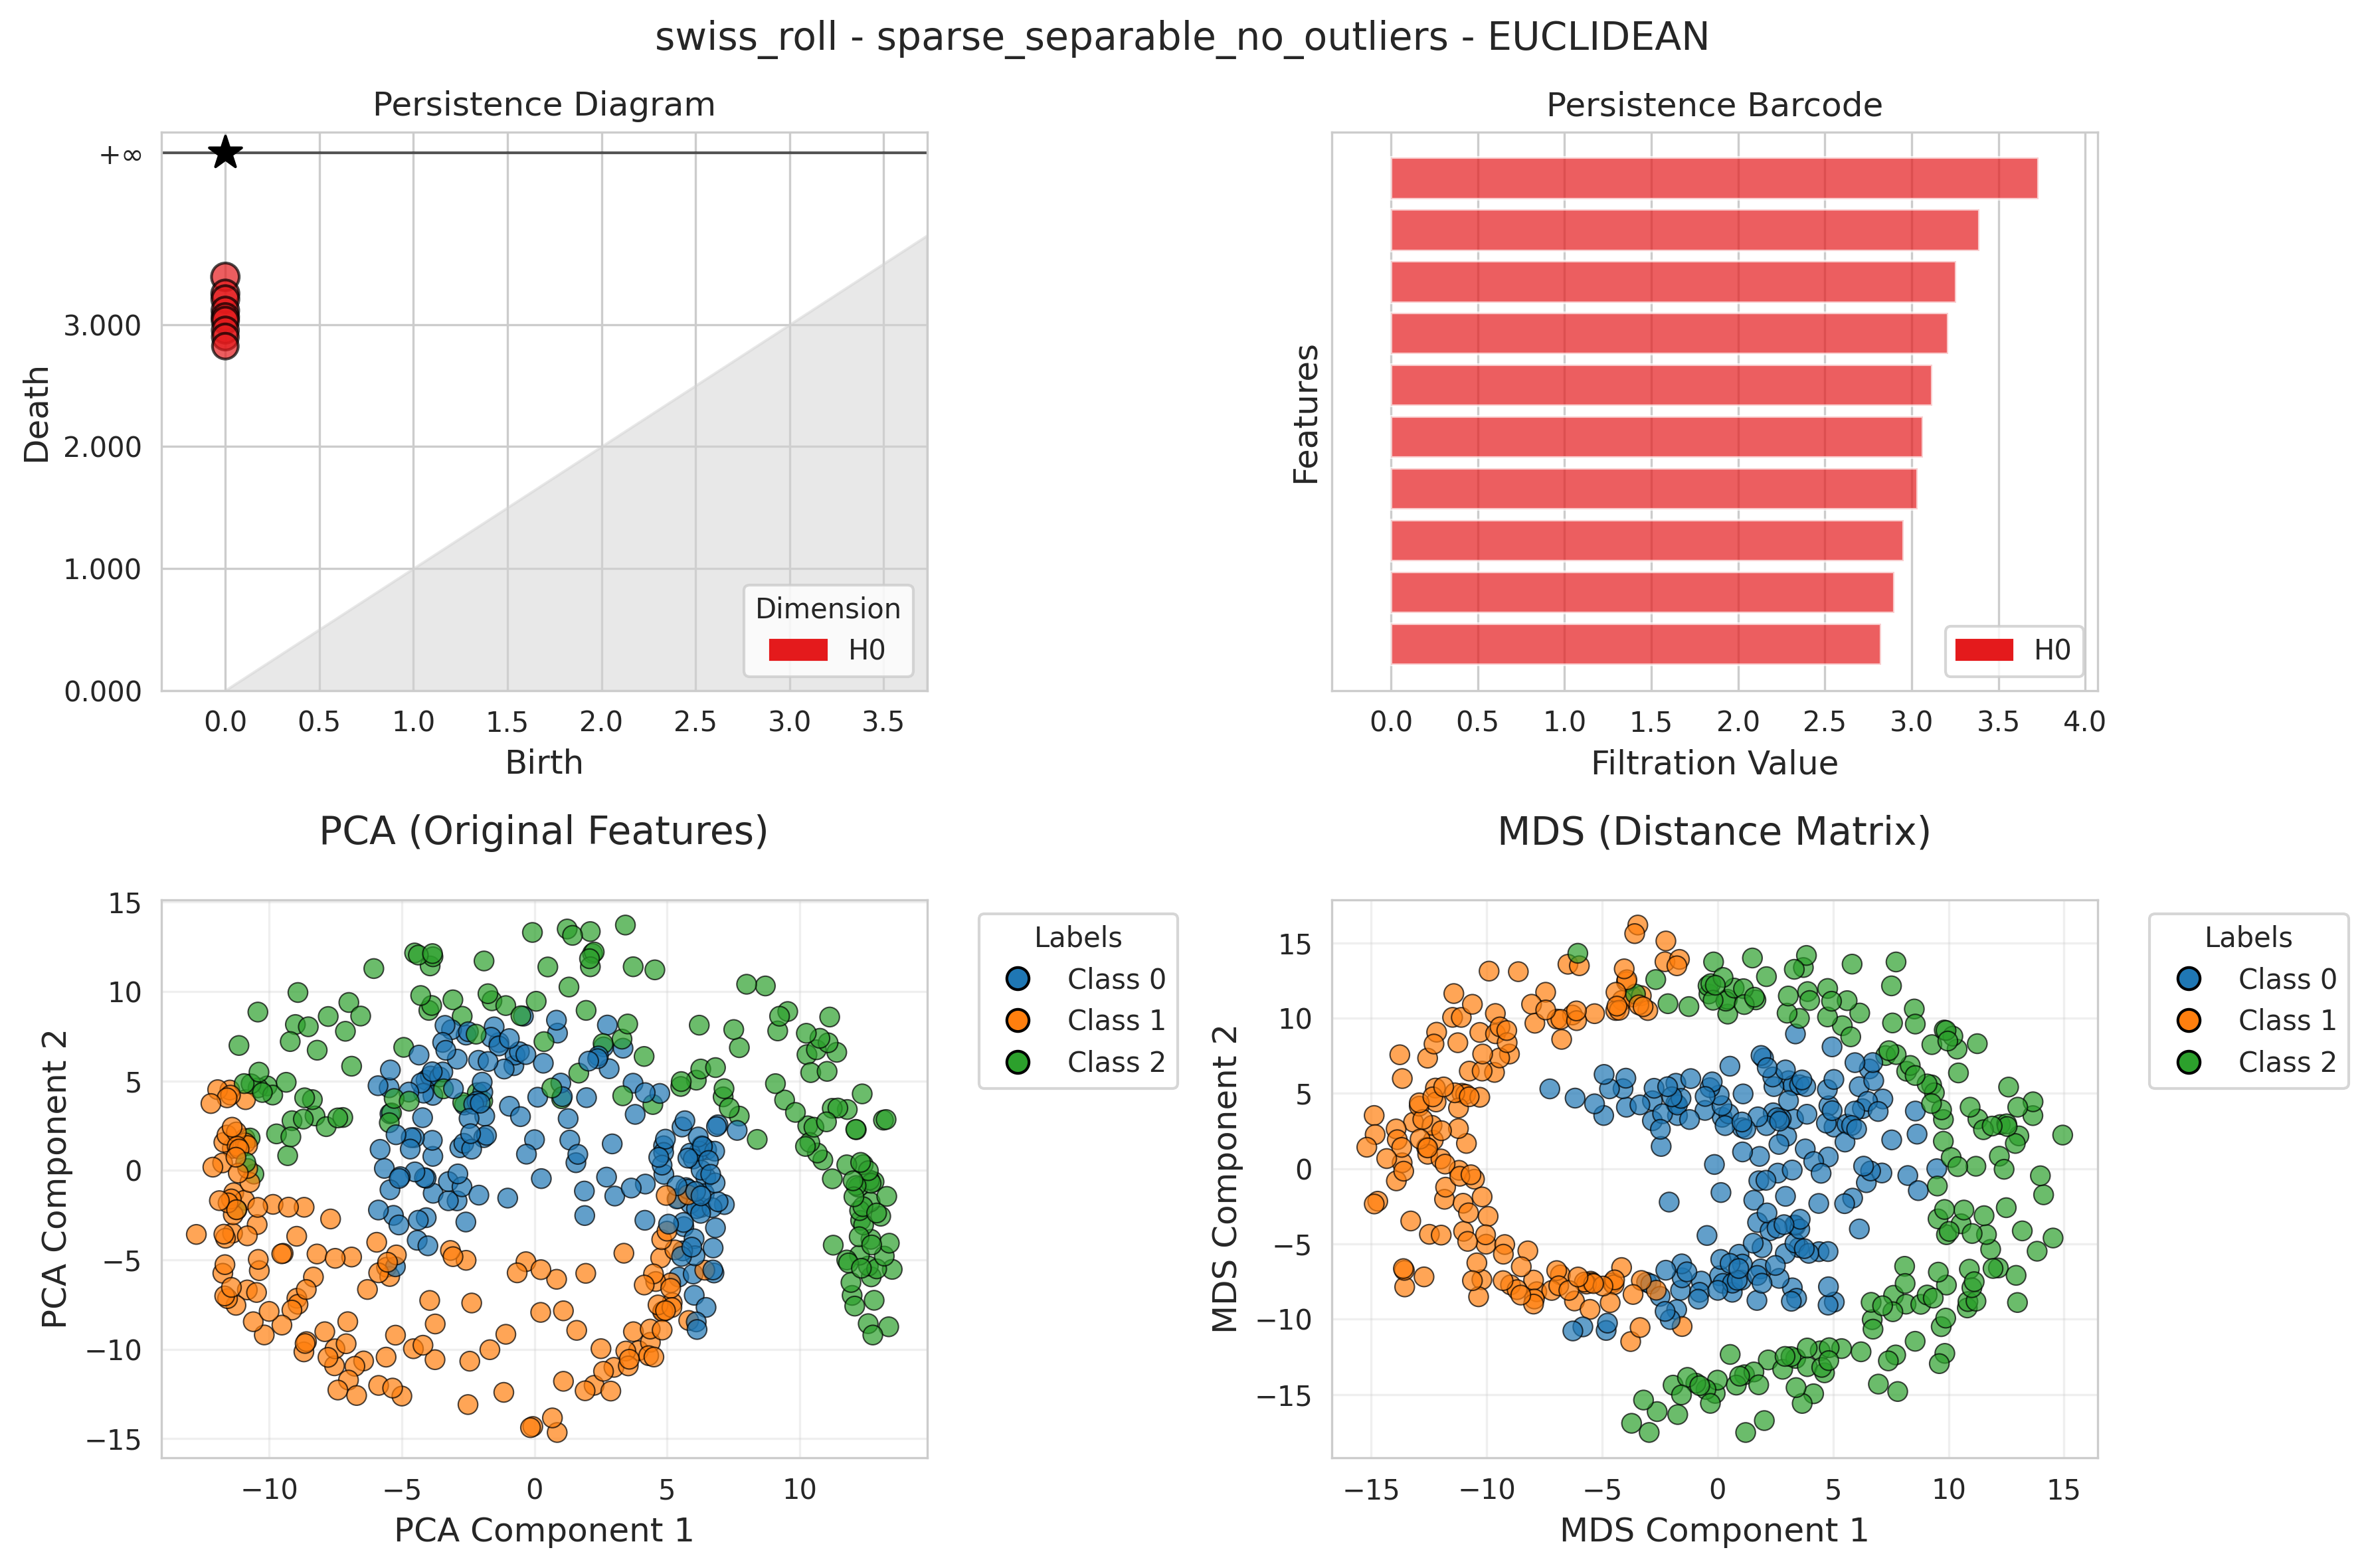 swiss_roll - sparse_separable_no_outliers - EUCLIDEAN
Persistence Diagram
+∞
3.000
2.000
1.000
0.000
Death
0.0 0.5 1.0 1.5 2.0 2.5 3.0 3.5
Birth
Dimension
H0
Persistence Barcode
Features
0.0 0.5 1.0 1.5 2.0 2.5 3.0 3.5 4.0
Filtration Value
H0
PCA (Original Features)
15
10
5
0
−5
−10
−15
PCA Component 2
−10 −5 0 5 10
PCA Component 1
Labels
Class 0
Class 1
Class 2
MDS (Distance Matrix)
15
10
5
0
−5
−10
−15
MDS Component 2
−15 −10 −5 0 5 10 15
MDS Component 1
Labels
Class 0
Class 1
Class 2